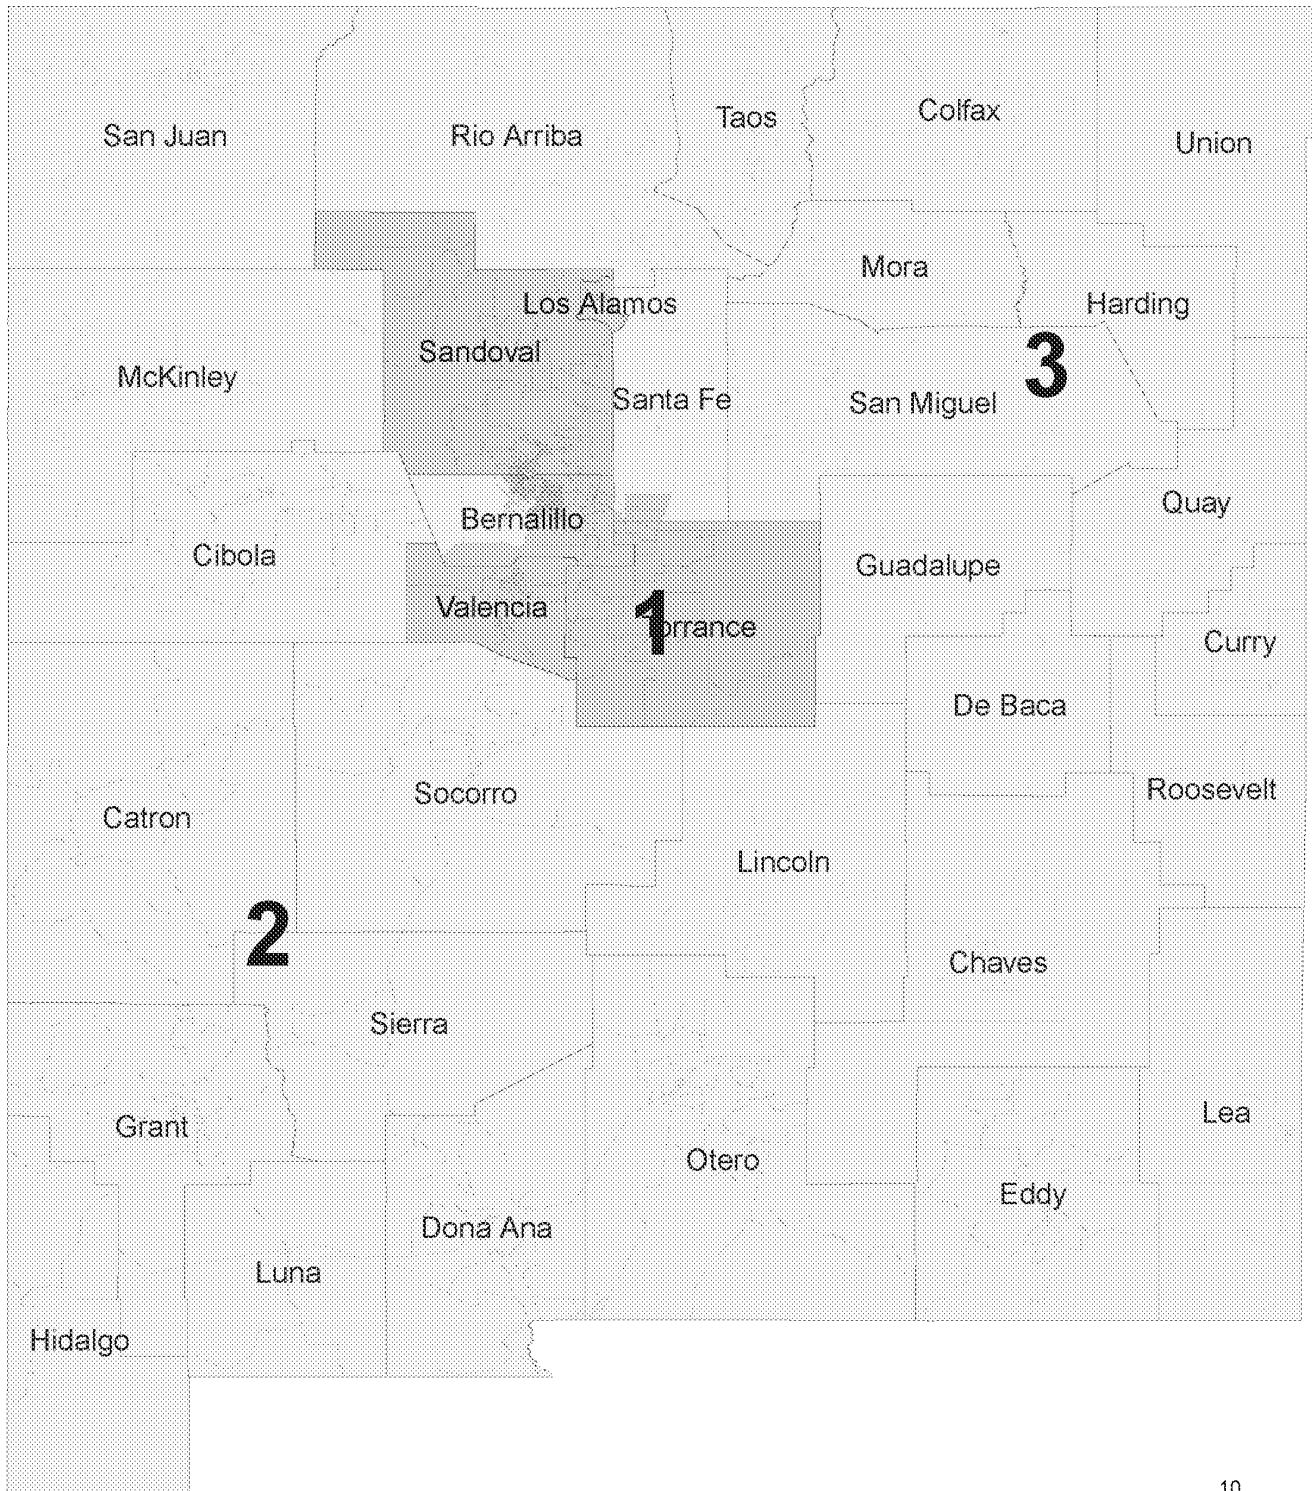 Taos
Colfax
San Juan
Rio Arriba
Union
Mora
Los Alamos
Harding
Sandoval
McKinley
3
Santa Fe
San Miguel
Quay
Bernalillo
Cibola
Guadalupe
Valencia
1
Torrance
Curry
De Baca
Roosevelt
Socorro
Catron
Lincoln
2
Chaves
Sierra
Lea
Grant
Otero
Eddy
Dona Ana
Luna
Hidalgo
10